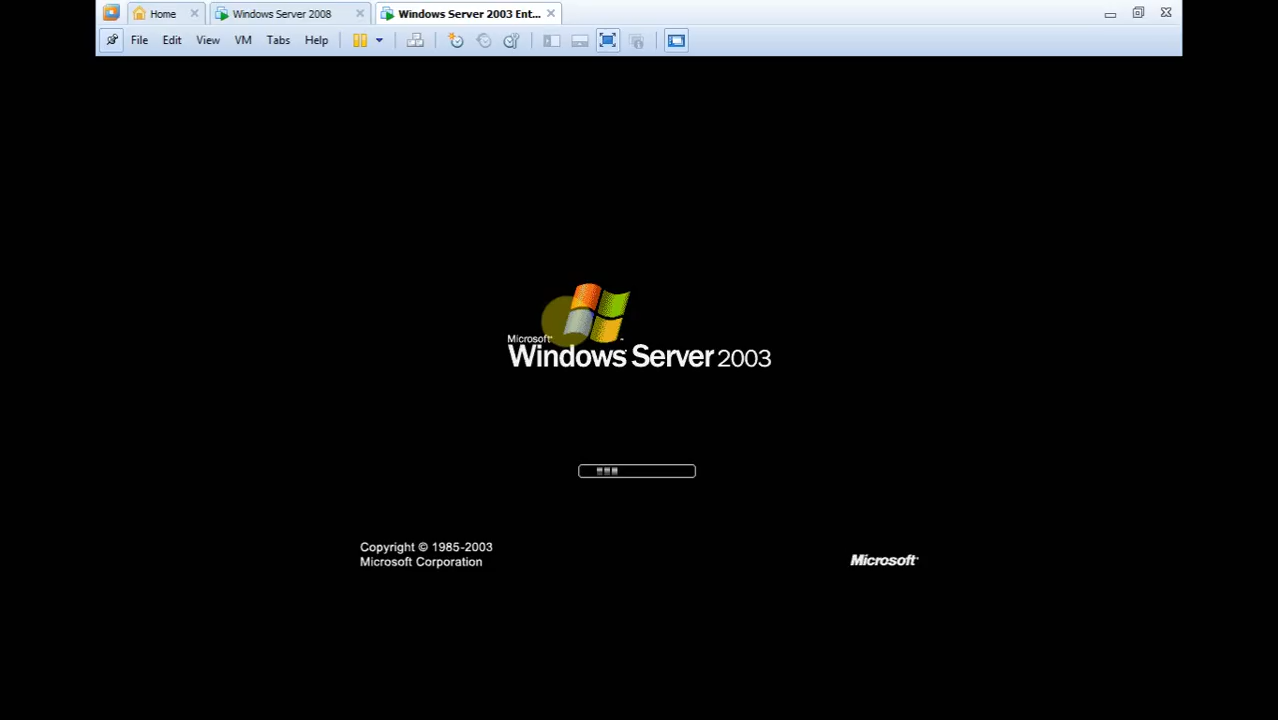 Home
Windows Server 2008
Windows Server 2003 Ent...
File Edit View VM Tabs Help
Microsoft
Windows Server 2003
Copyright © 1985-2003
Microsoft Corporation
Microsoft